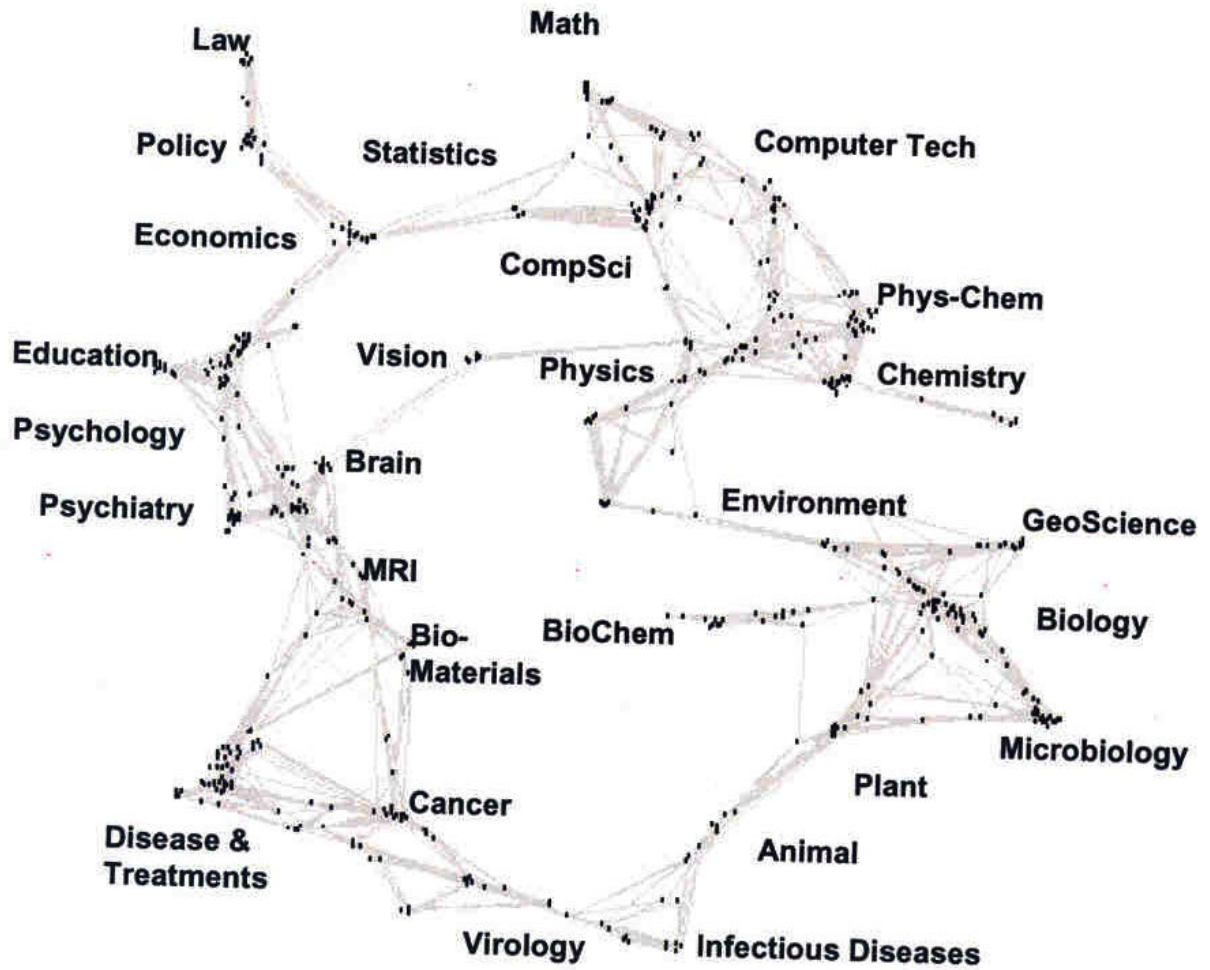 Math
Law
Policy
Statistics
Computer Tech
Economics
CompSci
Phys-Chem
Education
Vision
Physics
Chemistry
Psychology
Brain
Psychiatry
Environment
GeoScience
MRI
BioChem
Biology
Bio-
Materials
Microbiology
Plant
Cancer
Disease &
Treatments
Animal
Virology
Infectious Diseases